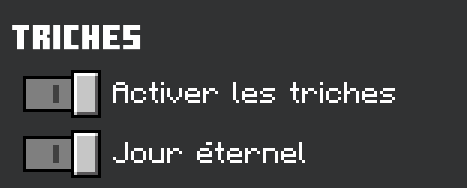 TRICHES
Activer les triches
Jour éternel